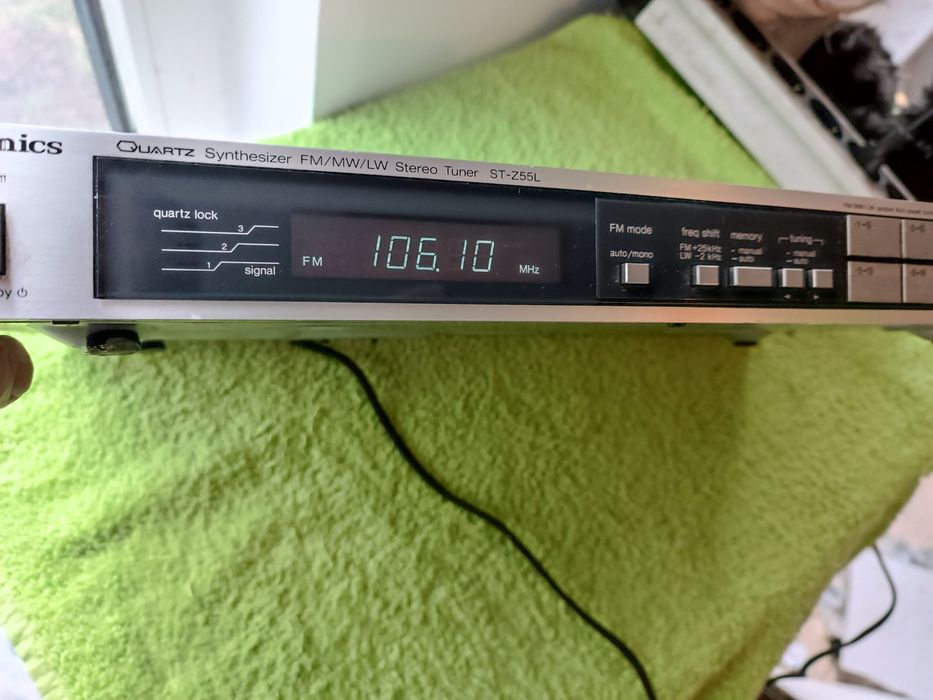 nics
QUARTZ Synthesizer FM/MW/LW Stereo Tuner ST-Z55L
quartz lock
3
2
1
signal
FM 106.10 MHz
FM mode
auto/mono
freq shift
FM+25kHz
LW -2 kHz
memory
- manual
- auto
tuning
- manual
- auto